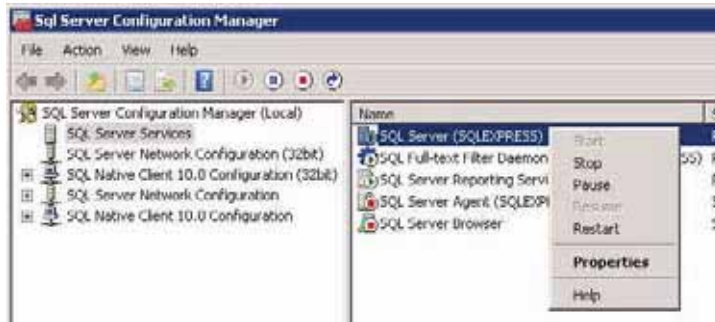 Sql Server Configuration Manager
File Action View Help
SQL Server Configuration Manager (Local)
SQL Server Services
SQL Server Network Configuration (32bit)
SQL Native Client 10.0 Configuration (32bit)
SQL Server Network Configuration
SQL Native Client 10.0 Configuration
Name
SQL Server (SQLEXPRESS)
SQL Full-text Filter Daemon
SQL Server Reporting Servi
SQL Server Agent (SQLEXP
SQL Server Browser
Start
Stop
Pause
Resume
Restart
Properties
Help